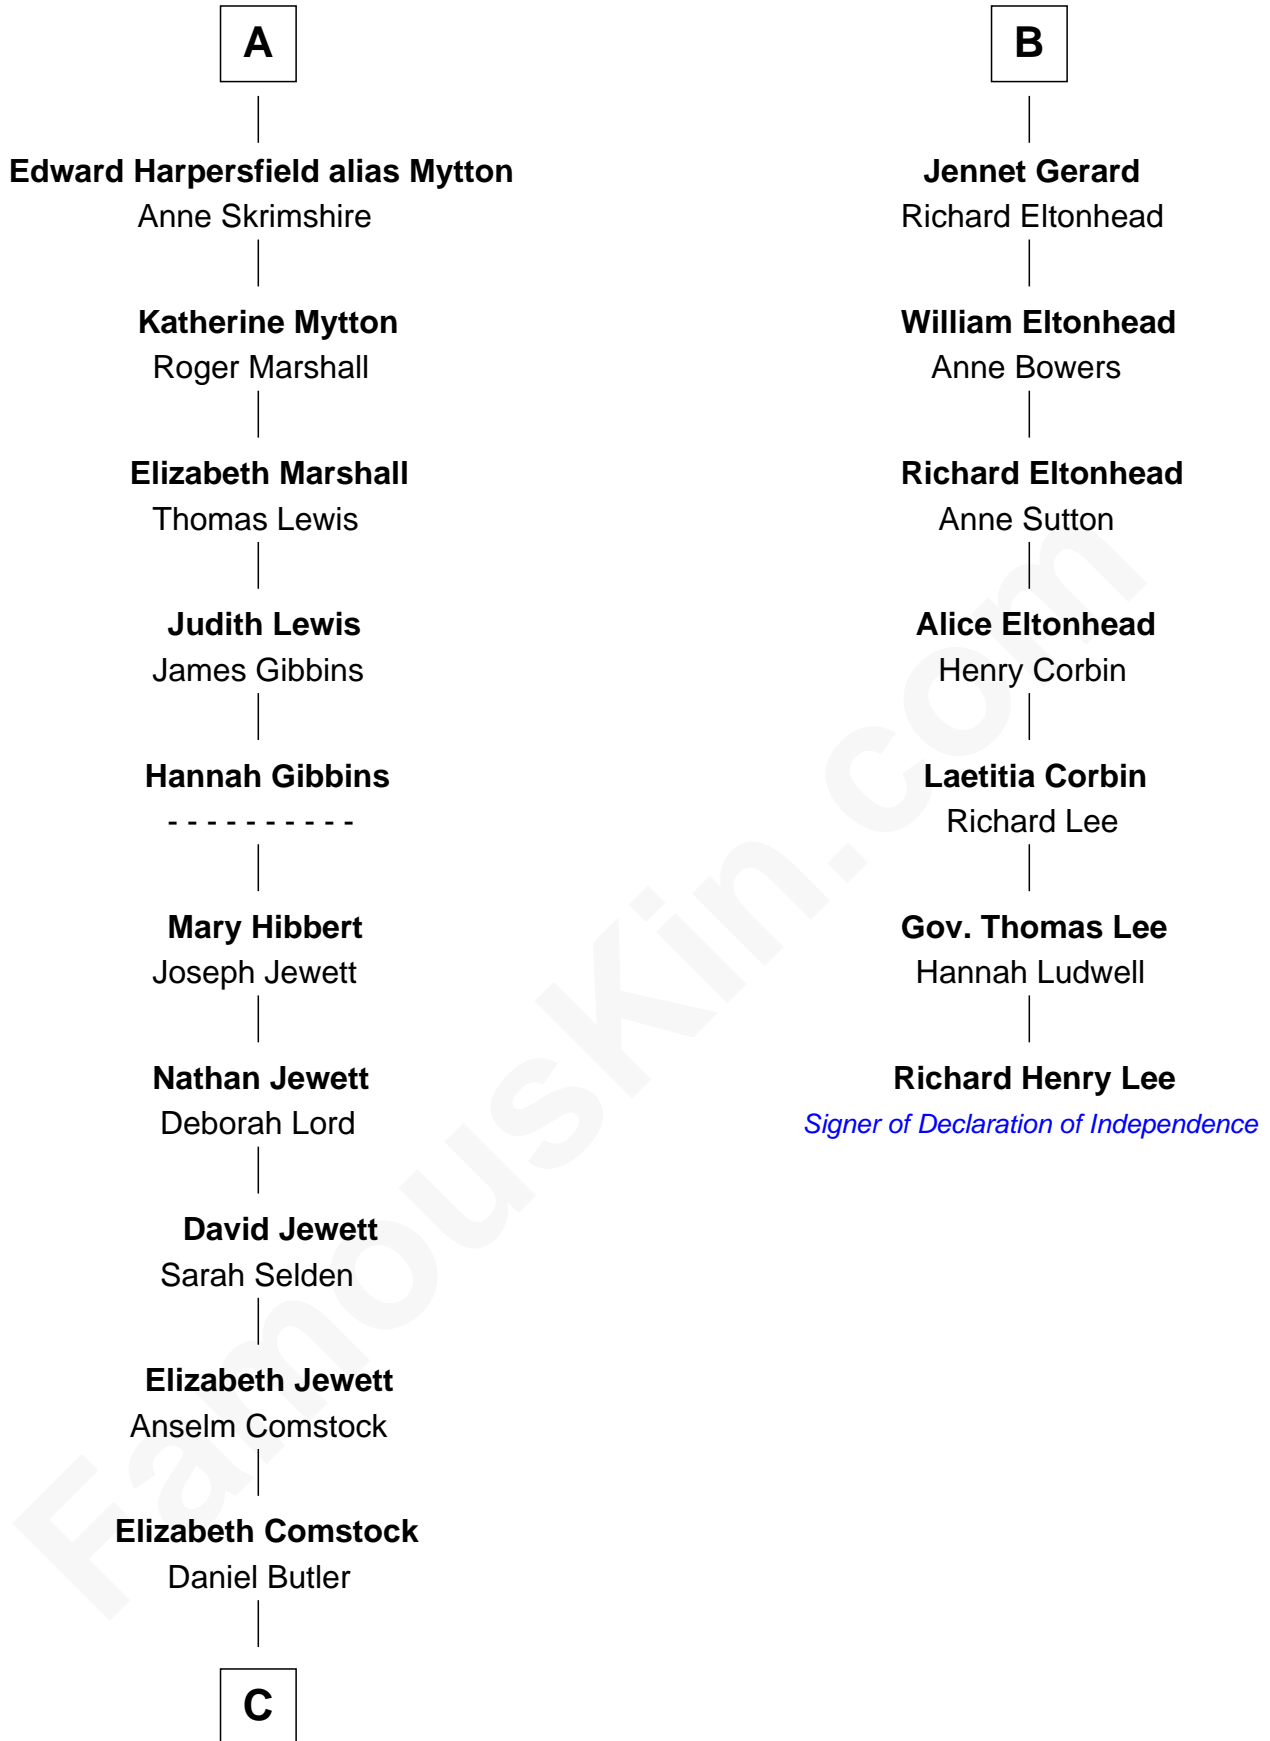 A
Edward Harpersfield alias Mytton
Anne Skrimshire
Katherine Mytton
Roger Marshall
Elizabeth Marshall
Thomas Lewis
Judith Lewis
James Gibbins
Hannah Gibbins
- - - - - - - - - -
Mary Hibbert
Joseph Jewett
Nathan Jewett
Deborah Lord
David Jewett
Sarah Selden
Elizabeth Jewett
Anselm Comstock
Elizabeth Comstock
Daniel Butler
C
B
Jennet Gerard
Richard Eltonhead
William Eltonhead
Anne Bowers
Richard Eltonhead
Anne Sutton
Alice Eltonhead
Henry Corbin
Laetitia Corbin
Richard Lee
Gov. Thomas Lee
Hannah Ludwell
Richard Henry Lee
Signer of Declaration of Independence
FamousKin.com